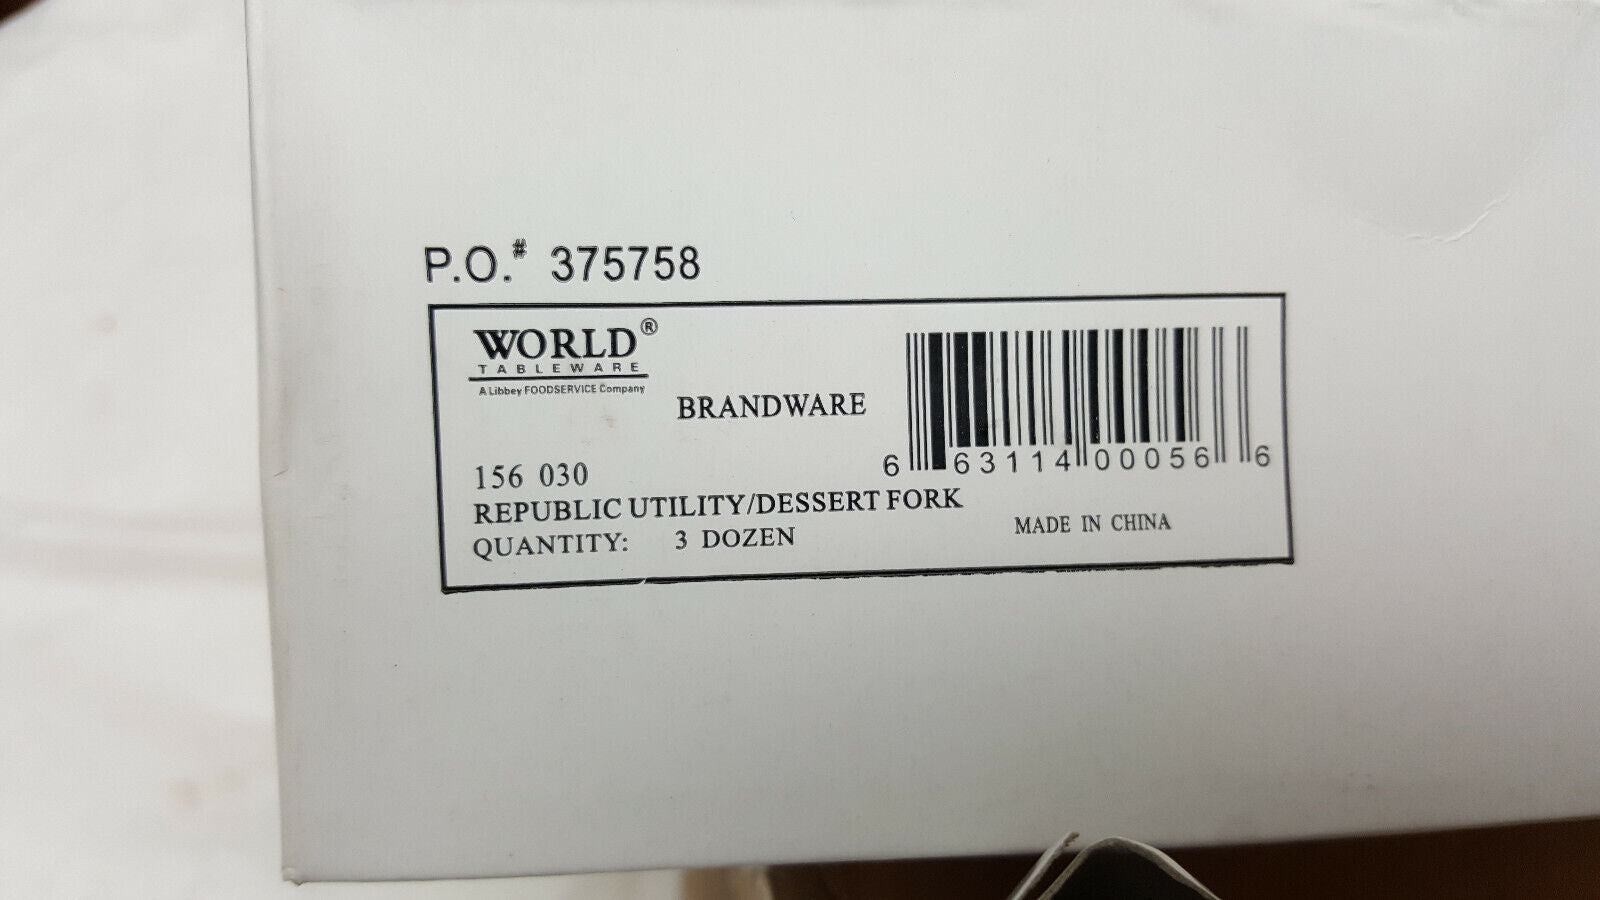 P.O.# 375758
WORLD®
TABLEWARE
A Libbey FOODSERVICE Company
BRANDWARE
6 63114 00056 6
156 030
REPUBLIC UTILITY/DESSERT FORK
QUANTITY: 3 DOZEN
MADE IN CHINA